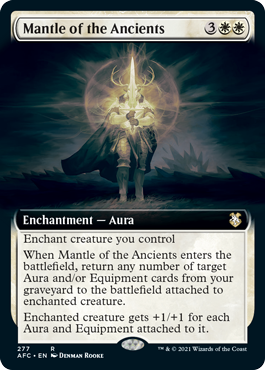 Mantle of the Ancients 3
Enchantment — Aura
Enchant creature you control
When Mantle of the Ancients enters the
battlefield, return any number of target
Aura and/or Equipment cards from your
graveyard to the battlefield attached to
enchanted creature.
Enchanted creature gets +1/+1 for each
Aura and Equipment attached to it.
277 R
AFC • EN DENMAN ROOKE ™ & © 2021 Wizards of the Coast